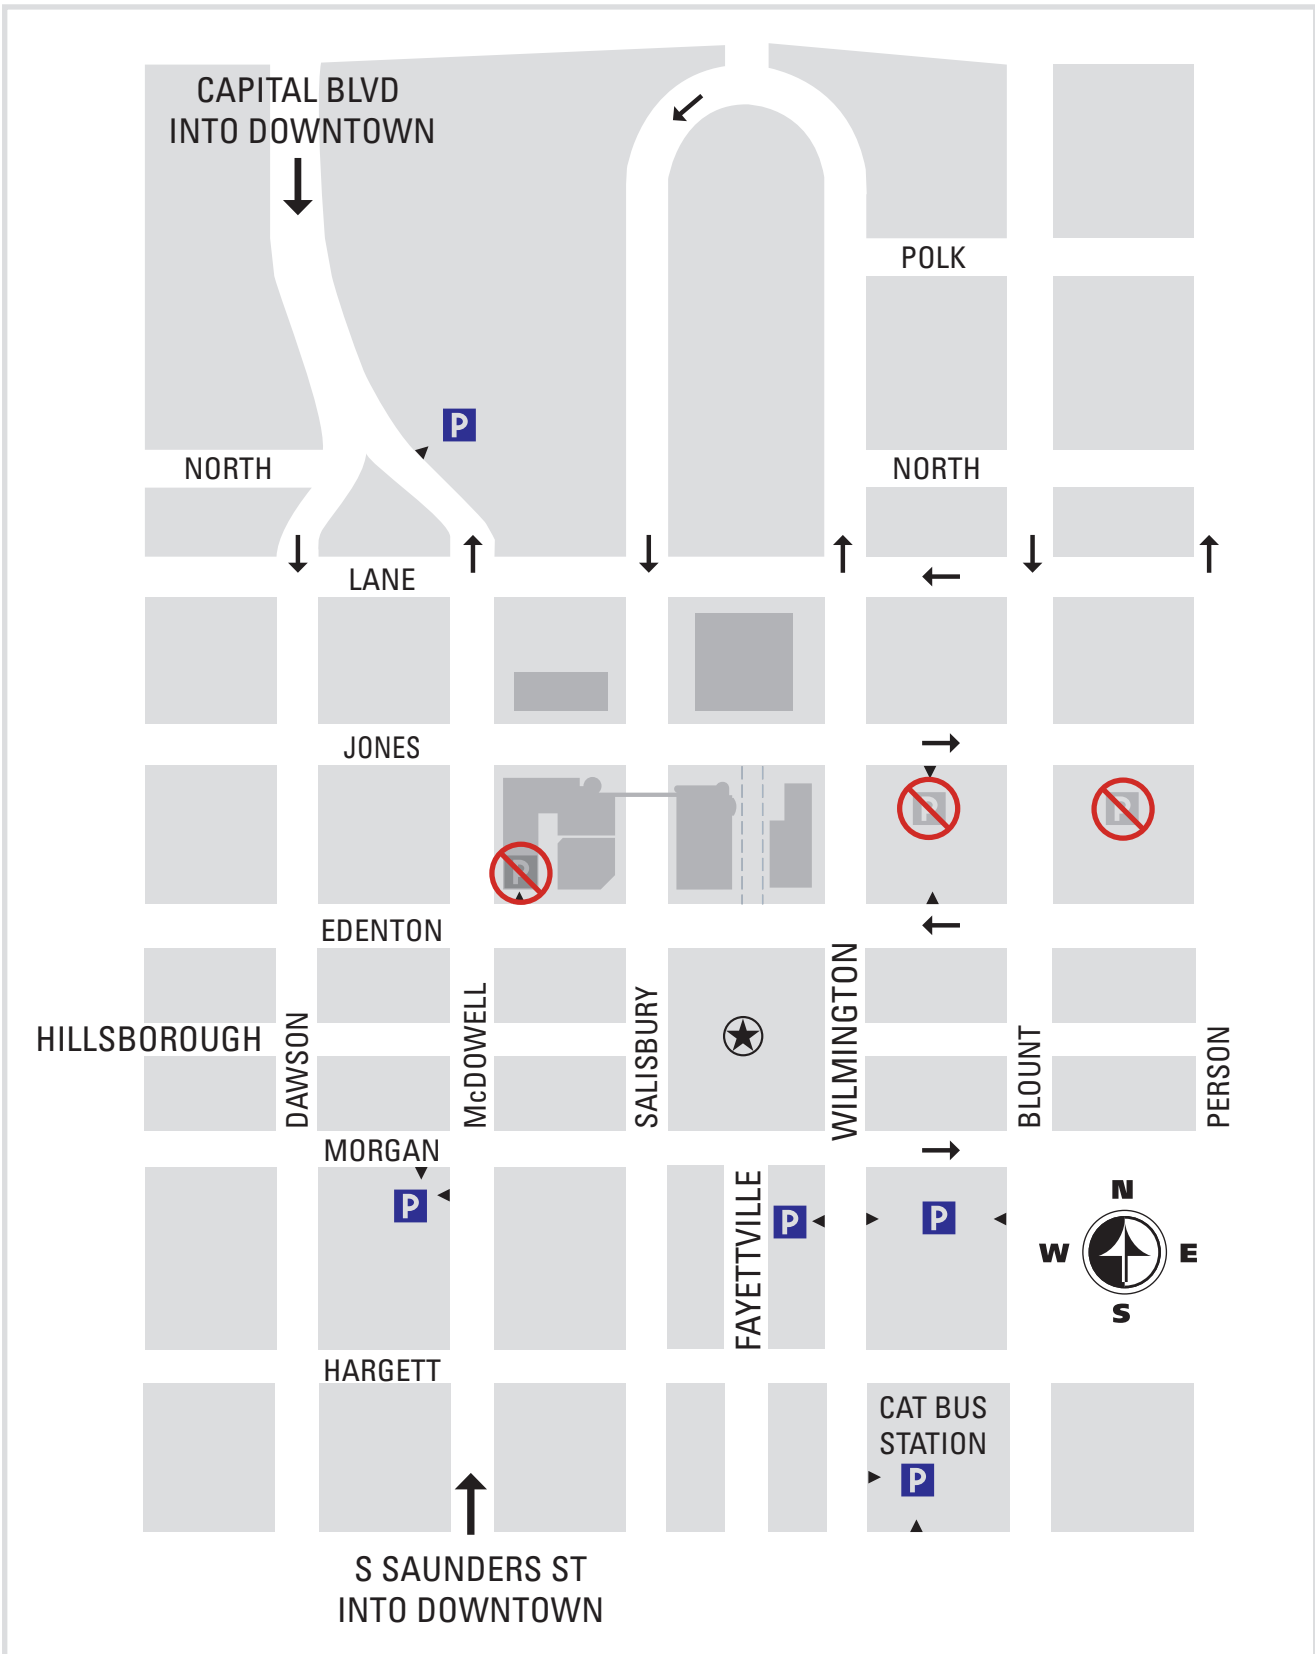 CAPITAL BLVD
INTO DOWNTOWN
POLK
P
NORTH
NORTH
LANE
JONES
P
P
P
EDENTON
HILLSBOROUGH
DAWSON
McDOWELL
SALISBURY
WILMINGTON
BLOUNT
PERSON
MORGAN
P
FAYETTVILLE
P
P
N
W
E
S
HARGETT
CAT BUS
STATION
P
S SAUNDERS ST
INTO DOWNTOWN